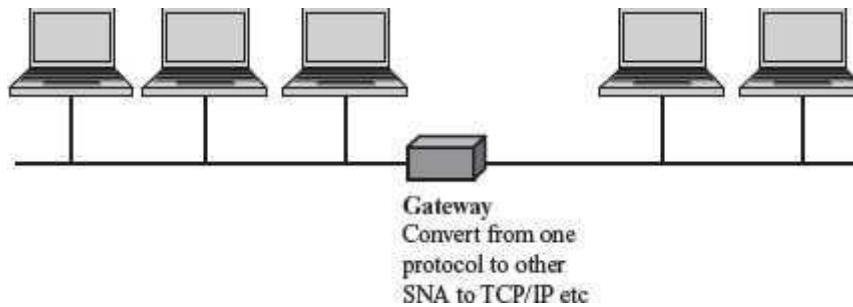 Gateway
Convert from one
protocol to other
SNA to TCP/IP etc